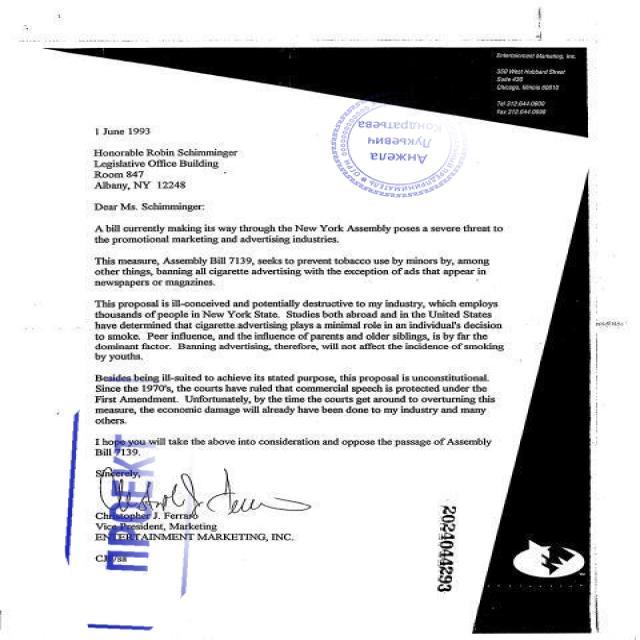 Entertainment Marketing, Inc.
350 West Hubbard Street
Suite 420
Chicago, Illinois 60610
Tel 312.644.0600
Fax 312.644.0608
Анжела
Лукьевич
Кондратьева
1 June 1993
Honorable Robin Schimminger
Legislative Office Building
Room 847
Albany, NY 12248
Dear Ms. Schimminger:
A bill currently making its way through the New York Assembly poses a severe threat to
the promotional marketing and advertising industries.
This measure, Assembly Bill 7139, seeks to prevent tobacco use by minors by, among
other things, banning all cigarette advertising with the exception of ads that appear in
newspapers or magazines.
This proposal is ill-conceived and potentially destructive to my industry, which employs
thousands of people in New York State. Studies both abroad and in the United States
have determined that cigarette advertising plays a minimal role in an individual's decision
to smoke. Peer influence, and the influence of parents and older siblings, is by far the
dominant factor. Banning advertising, therefore, will not affect the incidence of smoking
by youths.
Besides being ill-suited to achieve its stated purpose, this proposal is unconstitutional.
Since the 1970's, the courts have ruled that commercial speech is protected under the
First Amendment. Unfortunately, by the time the courts get around to overturning this
measure, the economic damage will already have been done to my industry and many
others.
I hope you will take the above into consideration and oppose the passage of Assembly
Bill 7139.
Sincerely,
Christopher J. Ferraro
Vice President, Marketing
ENTERTAINMENT MARKETING, INC.
CJF/sa
ПРОЕКТ
2024044293